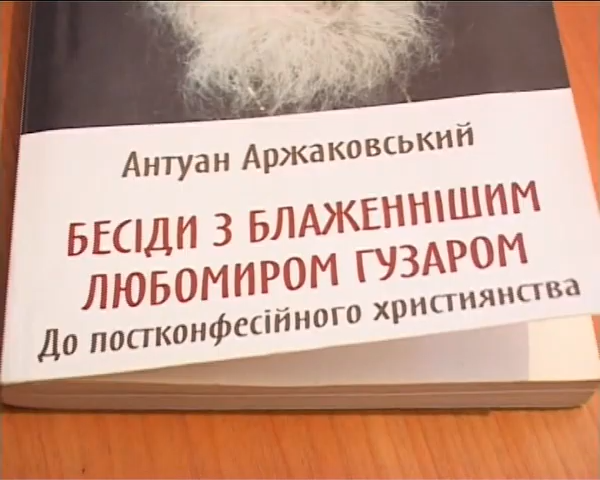 Антуан Аржаковський
БЕСІДИ З БЛАЖЕННІШИМ
ЛЮБОМИРОМ ГУЗАРОМ
До постконфесійного християнства